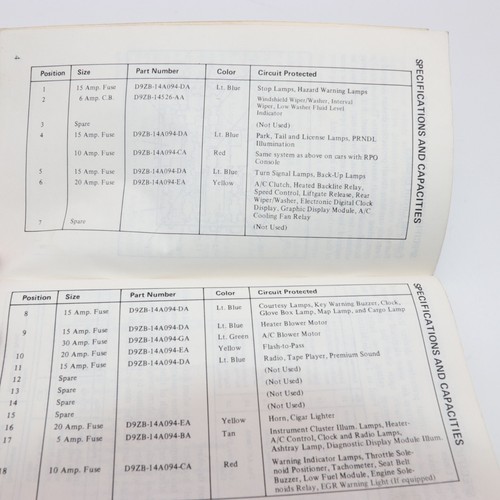 4
SPECIFICATIONS AND CAPACITIES
Position Size Part Number Color Circuit Protected
1 15 Amp. Fuse D9ZB-14A094-DA Lt. Blue Stop Lamps, Hazard Warning Lamps
2 6 Amp. C.B. D9ZB-14526-AA Windshield Wiper/Washer, Interval
Wiper, Low Washer Fluid Level
Indicator
3 Spare (Not Used)
4 15 Amp. Fuse D9ZB-14A094-DA Lt. Blue Park, Tail and License Lamps, PRNDL
Illumination
10 Amp. Fuse D9ZB-14A094-CA Red Same system as above on cars with RPO
Console
5 15 Amp. Fuse D9ZB-14A094-DA Lt. Blue Turn Signal Lamps, Back-Up Lamps
6 20 Amp. Fuse D9ZB-14A094-EA Yellow A/C Clutch, Heated Backlite Relay,
Speed Control, Liftgate Release, Rear
Wiper/Washer, Electronic Digital Clock
Display, Graphic Display Module, A/C
Cooling Fan Relay
7 Spare (Not Used)
SPECIFICATIONS AND CAPACITIES
Position Size Part Number Color Circuit Protected
8 15 Amp. Fuse D9ZB-14A094-DA Lt. Blue Courtesy Lamps, Key Warning Buzzer, Clock,
Glove Box Lamp, Map Lamp, and Cargo Lamp
9 15 Amp. Fuse D9ZB-14A094-DA Lt. Blue Heater Blower Motor
30 Amp. Fuse D9ZB-14A094-GA Lt. Green A/C Blower Motor
10 20 Amp. Fuse D9ZB-14A094-EA Yellow Flash-to-Pass
11 15 Amp. Fuse D9ZB-14A094-DA Lt. Blue Radio, Tape Player, Premium Sound
12 Spare (Not Used)
13 Spare (Not Used)
14 Spare (Not Used)
15 Spare (Not Used)
16 20 Amp. Fuse D9ZB-14A094-EA Yellow Horn, Cigar Lighter
17 5 Amp. Fuse D9ZB-14A094-BA Tan Instrument Cluster Illum. Lamps, Heater-
A/C Control, Clock and Radio Lamps,
Ashtray Lamp, Diagnostic Display Module Illum.
18 10 Amp. Fuse D9ZB-14A094-CA Red Warning Indicator Lamps, Throttle Sole-
noid Positioner, Tachometer, Seat Belt
Buzzer, Low Fuel Module, Engine Sole-
noids Relay, EGR Warning Light (If equipped)